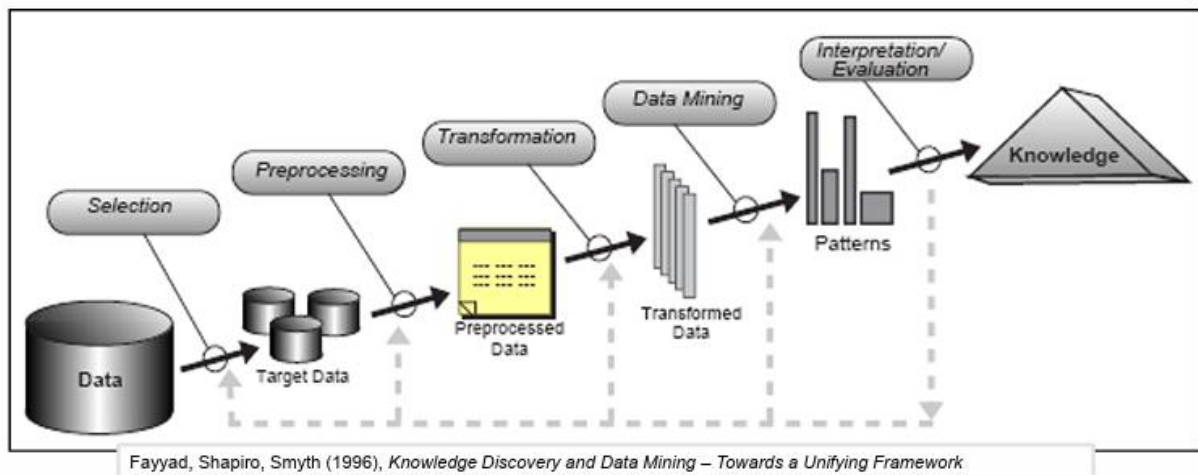 Selection
Preprocessing
Transformation
Data Mining
Interpretation/
Evaluation
Data
Target Data
--- --- ---
--- --- ---
--- --- ---
Preprocessed
Data
Transformed
Data
Patterns
Knowledge
Fayyad, Shapiro, Smyth (1996), Knowledge Discovery and Data Mining – Towards a Unifying Framework